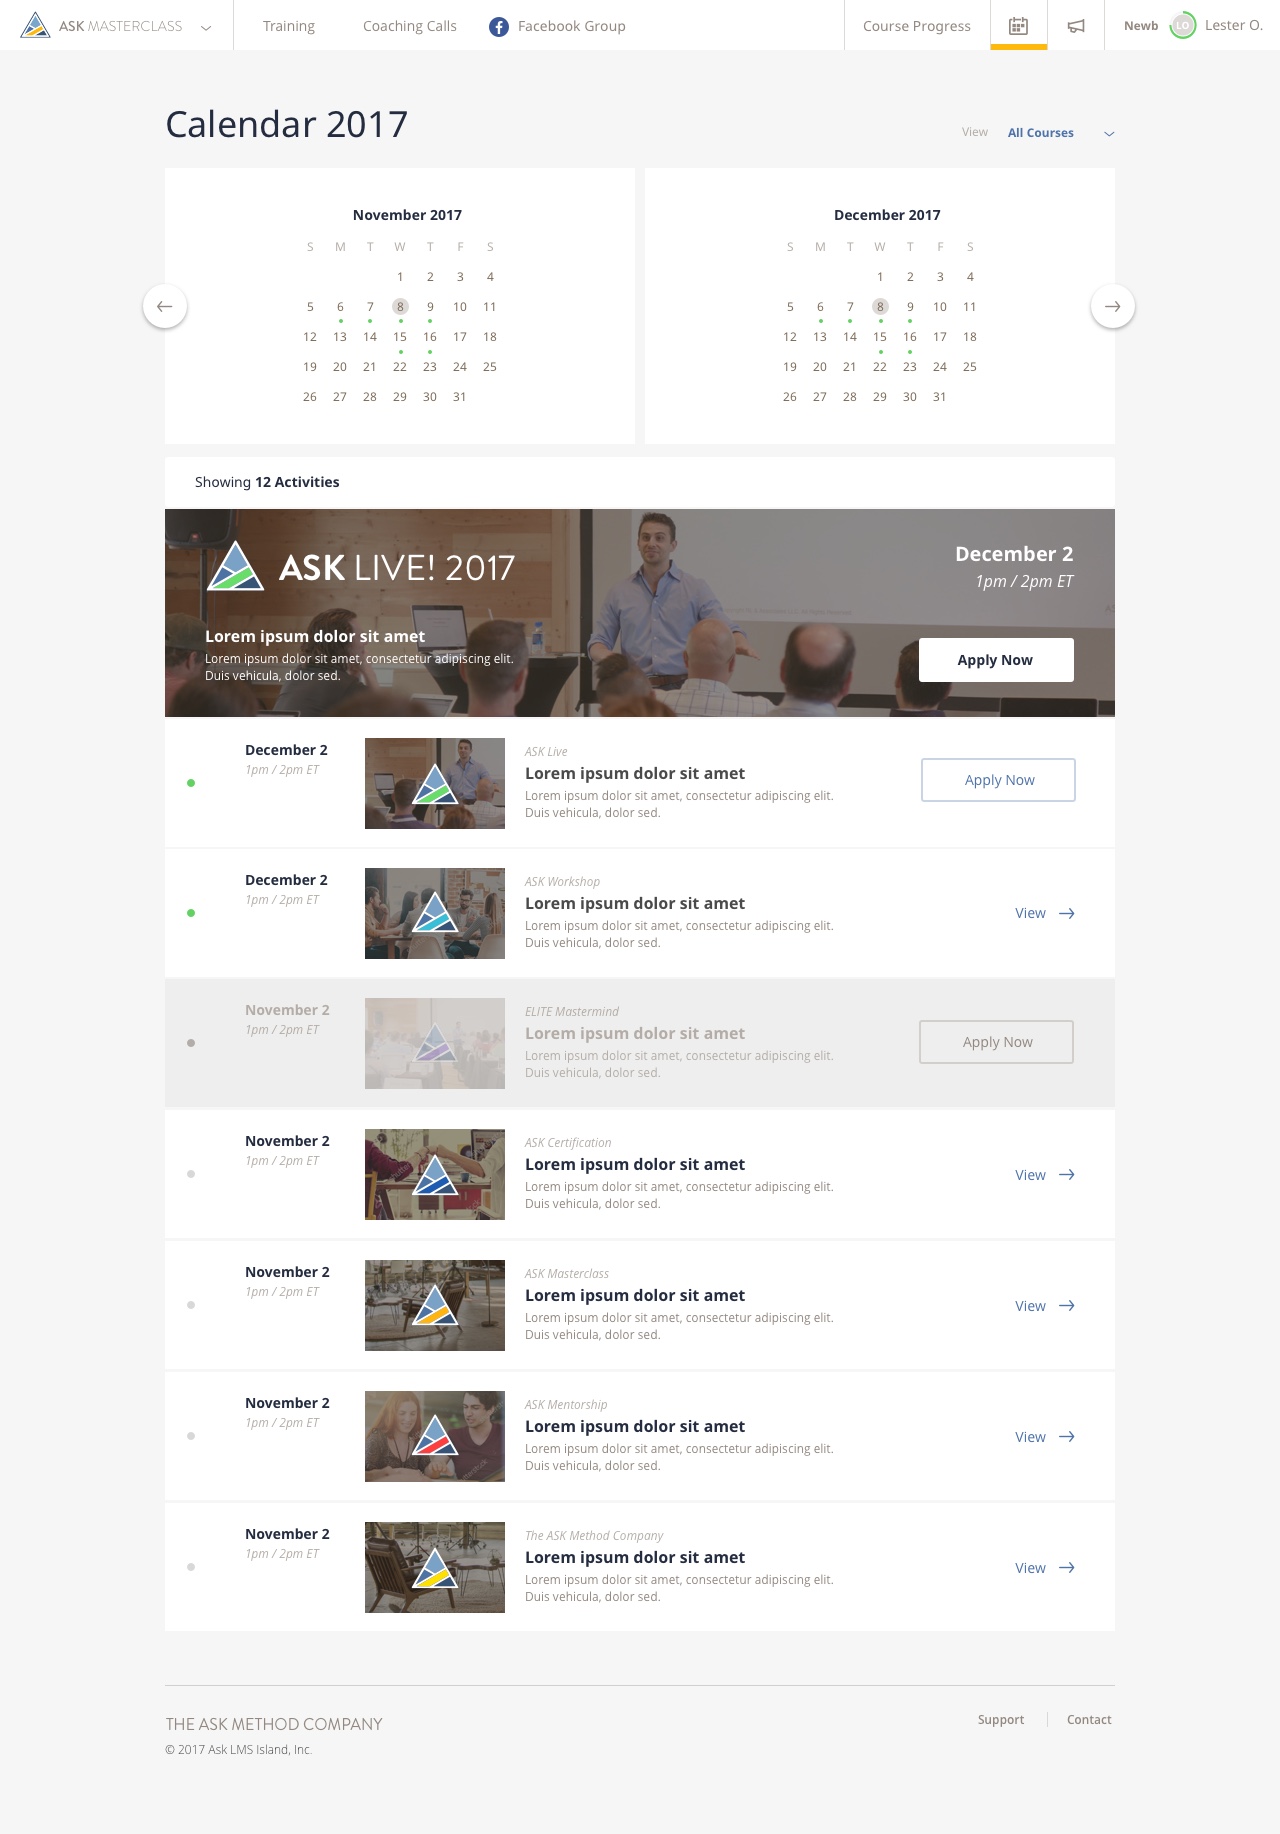 ASK MASTERCLASS
Training
Coaching Calls
Facebook Group
Course Progress
Newb
LO
Lester O.
Calendar 2017
View
All Courses
November 2017
S M T W T F S
1 2 3 4
5 6 7 8 9 10 11
12 13 14 15 16 17 18
19 20 21 22 23 24 25
26 27 28 29 30 31
December 2017
S M T W T F S
1 2 3 4
5 6 7 8 9 10 11
12 13 14 15 16 17 18
19 20 21 22 23 24 25
26 27 28 29 30 31
Showing 12 Activities
ASK LIVE! 2017
December 2
1pm / 2pm ET
Lorem ipsum dolor sit amet
Lorem ipsum dolor sit amet, consectetur adipiscing elit.
Duis vehicula, dolor sed.
Apply Now
December 2
1pm / 2pm ET
ASK Live
Lorem ipsum dolor sit amet
Lorem ipsum dolor sit amet, consectetur adipiscing elit.
Duis vehicula, dolor sed.
Apply Now
December 2
1pm / 2pm ET
ASK Workshop
Lorem ipsum dolor sit amet
Lorem ipsum dolor sit amet, consectetur adipiscing elit.
Duis vehicula, dolor sed.
View
November 2
1pm / 2pm ET
ELITE Mastermind
Lorem ipsum dolor sit amet
Lorem ipsum dolor sit amet, consectetur adipiscing elit.
Duis vehicula, dolor sed.
Apply Now
November 2
1pm / 2pm ET
ASK Certification
Lorem ipsum dolor sit amet
Lorem ipsum dolor sit amet, consectetur adipiscing elit.
Duis vehicula, dolor sed.
View
November 2
1pm / 2pm ET
ASK Masterclass
Lorem ipsum dolor sit amet
Lorem ipsum dolor sit amet, consectetur adipiscing elit.
Duis vehicula, dolor sed.
View
November 2
1pm / 2pm ET
ASK Mentorship
Lorem ipsum dolor sit amet
Lorem ipsum dolor sit amet, consectetur adipiscing elit.
Duis vehicula, dolor sed.
View
November 2
1pm / 2pm ET
The ASK Method Company
Lorem ipsum dolor sit amet
Lorem ipsum dolor sit amet, consectetur adipiscing elit.
Duis vehicula, dolor sed.
View
THE ASK METHOD COMPANY
© 2017 Ask LMS Island, Inc.
Support
Contact